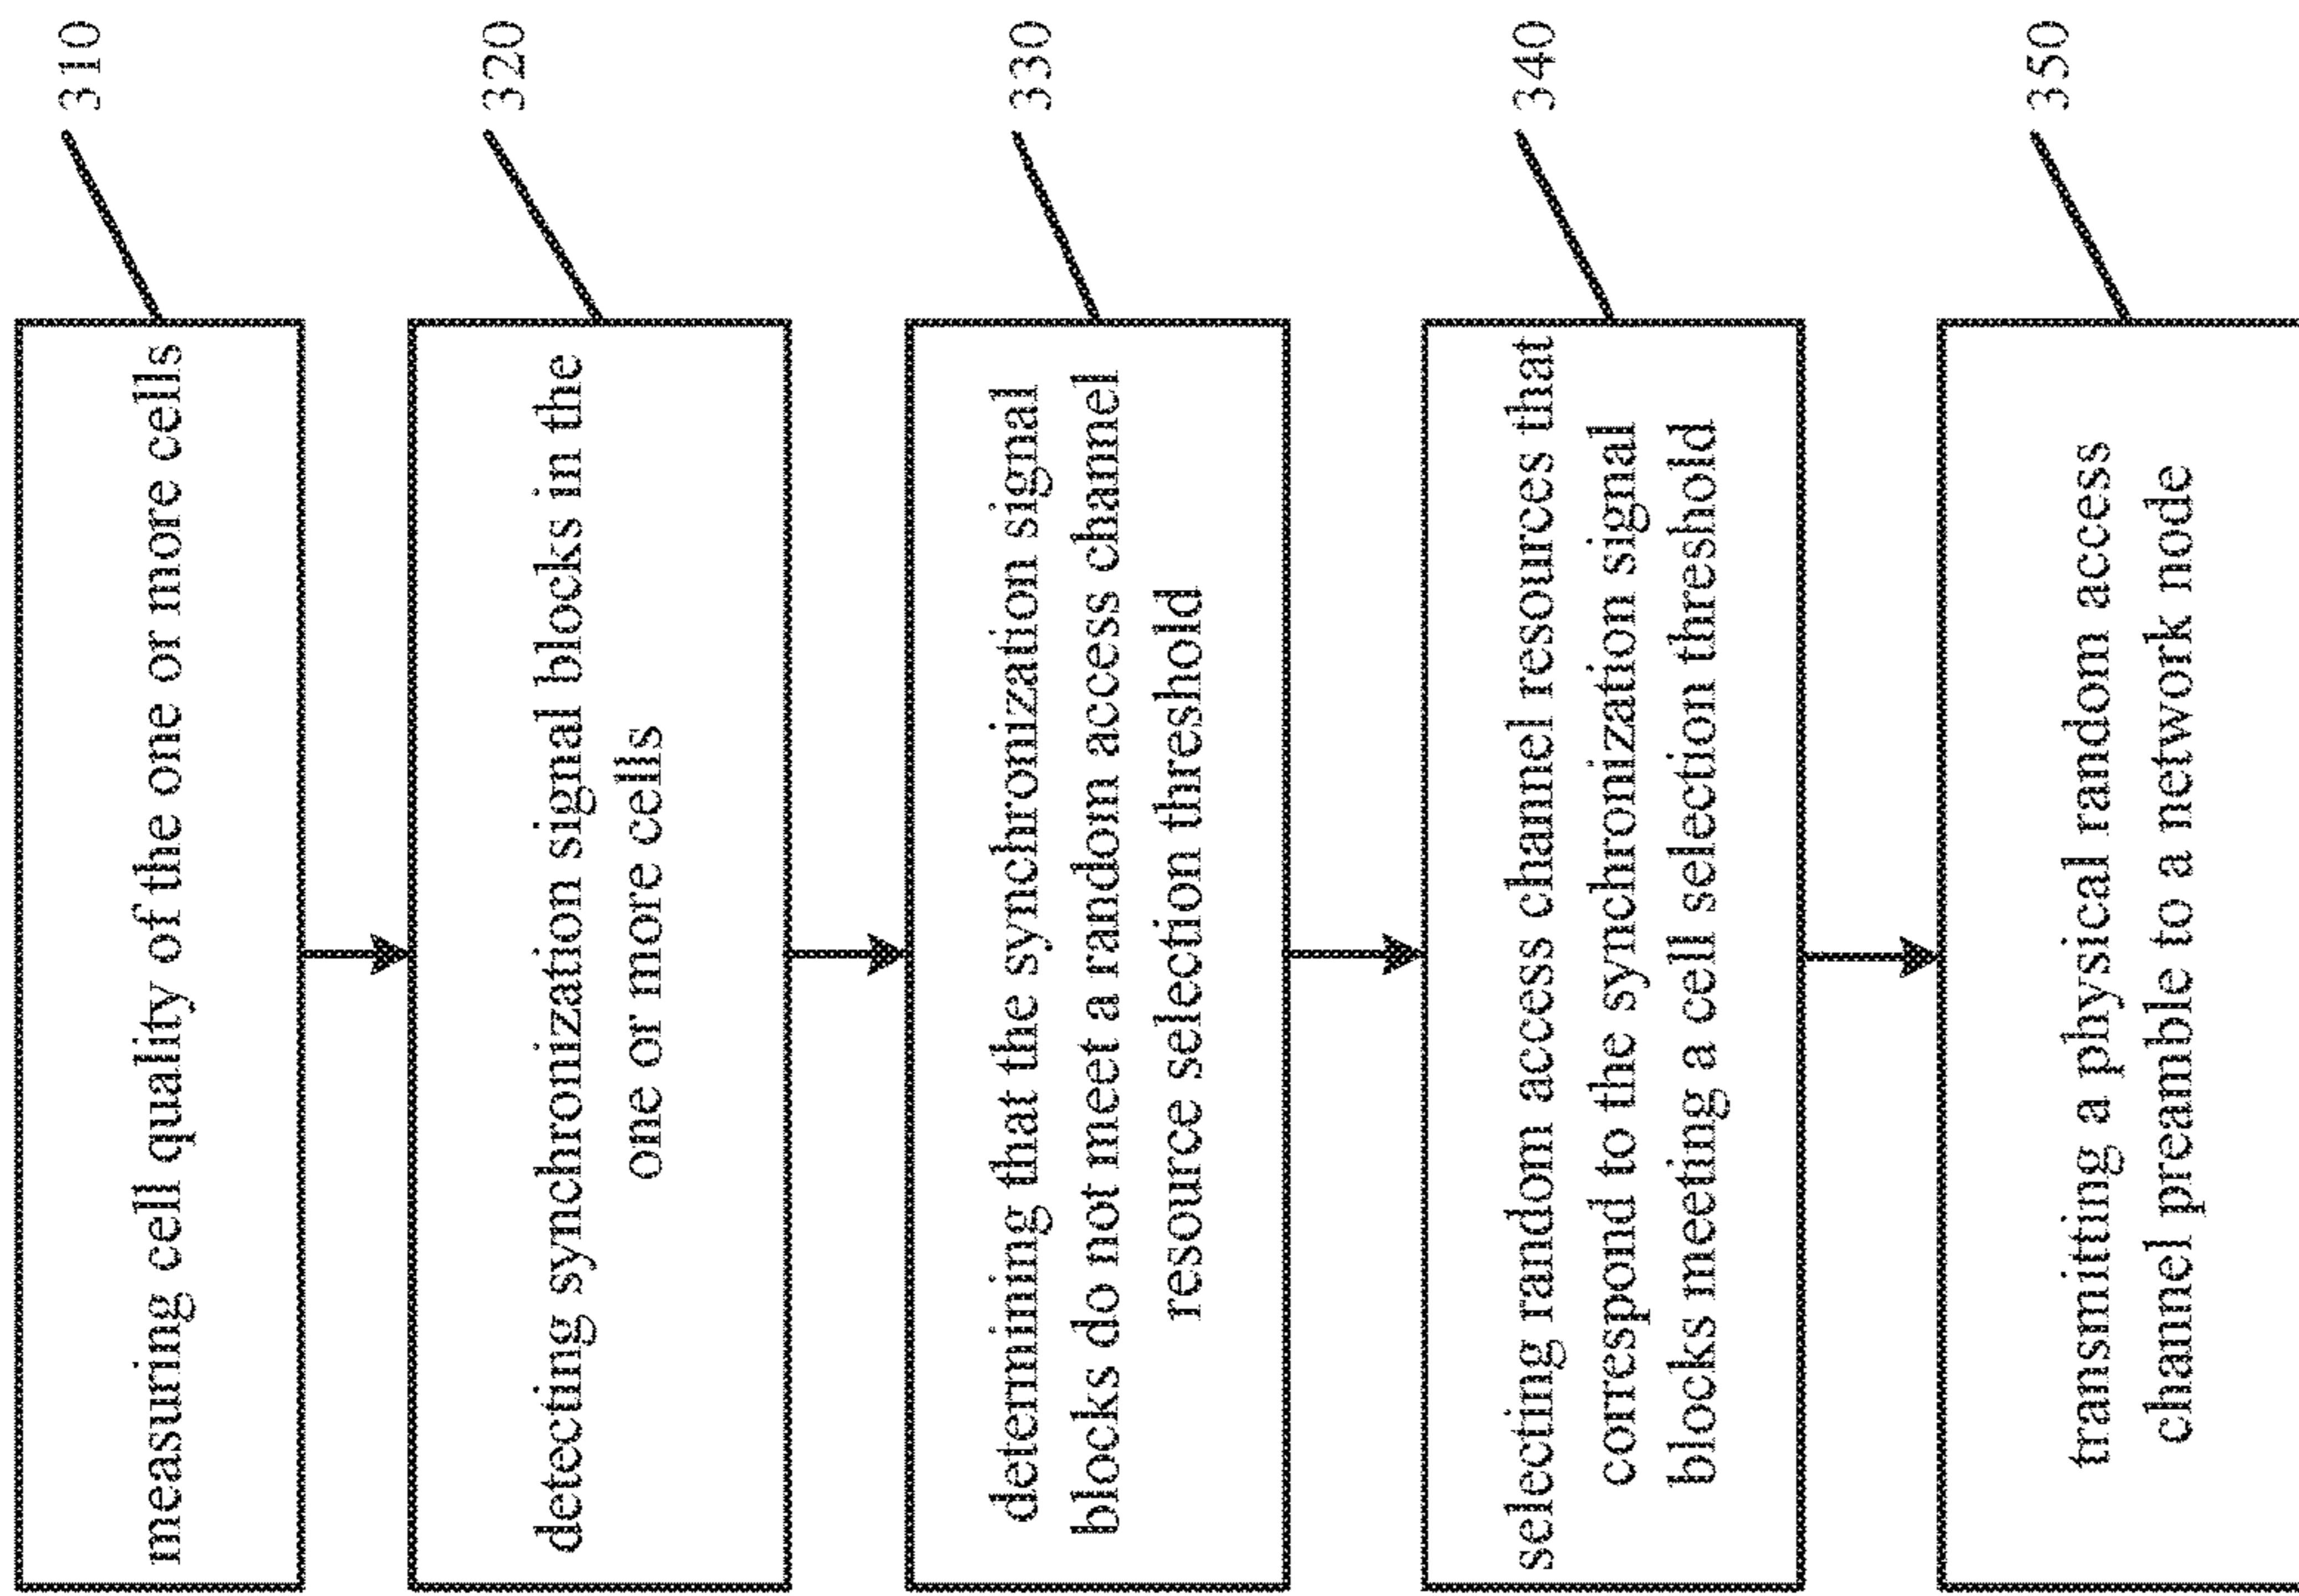 measuring cell quality of the one or more cells
310
detecting synchronization signal blocks in the
one or more cells
320
determining that the synchronization signal
blocks do not meet a random access channel
resource selection threshold
330
selecting random access channel resources that
correspond to the synchronization signal
blocks meeting a cell selection threshold
340
transmitting a physical random access
channel preamble to a network node
350